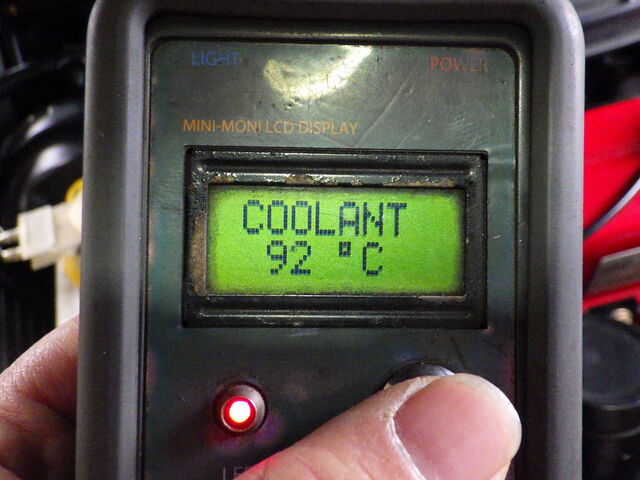 LIGHT POWER
MINI-MONI LCD DISPLAY
COOLANT
92 °C